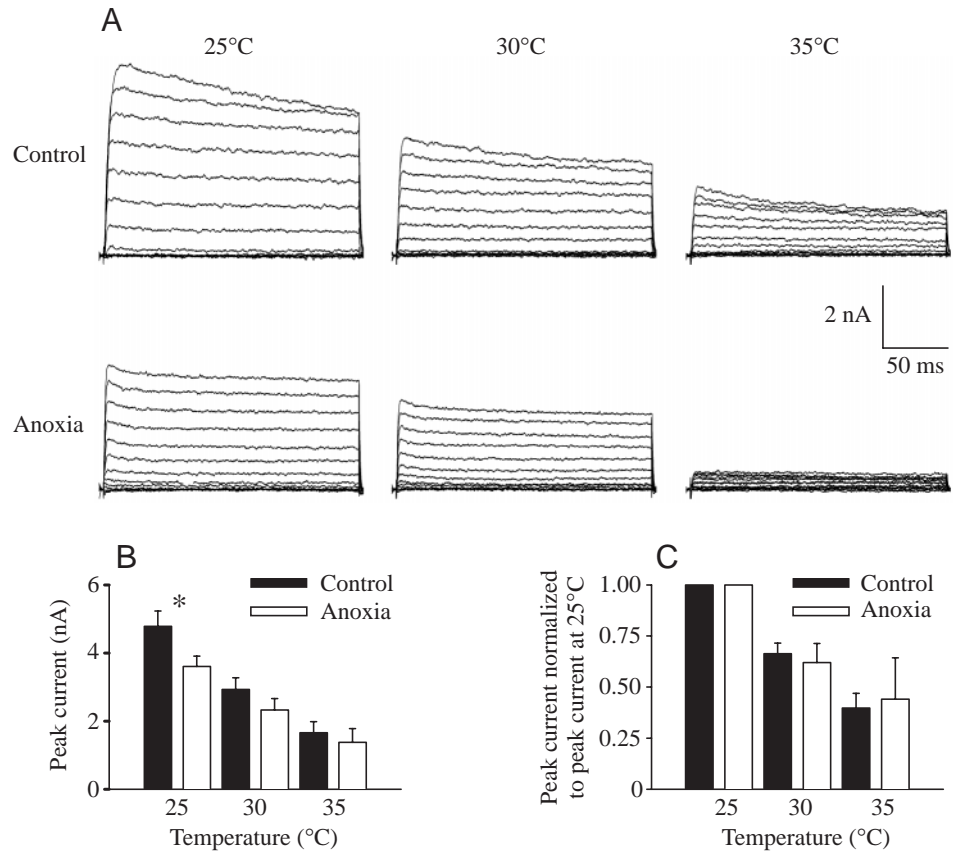 A
25°C
30°C
35°C
Control
2 nA
50 ms
Anoxia
B
Peak current (nA)
6
4
2
0
*
Control
Anoxia
25
30
35
Temperature (°C)
C
Peak current normalized
to peak current at 25°C
1.00
0.75
0.50
0.25
0
Control
Anoxia
25
30
35
Temperature (°C)